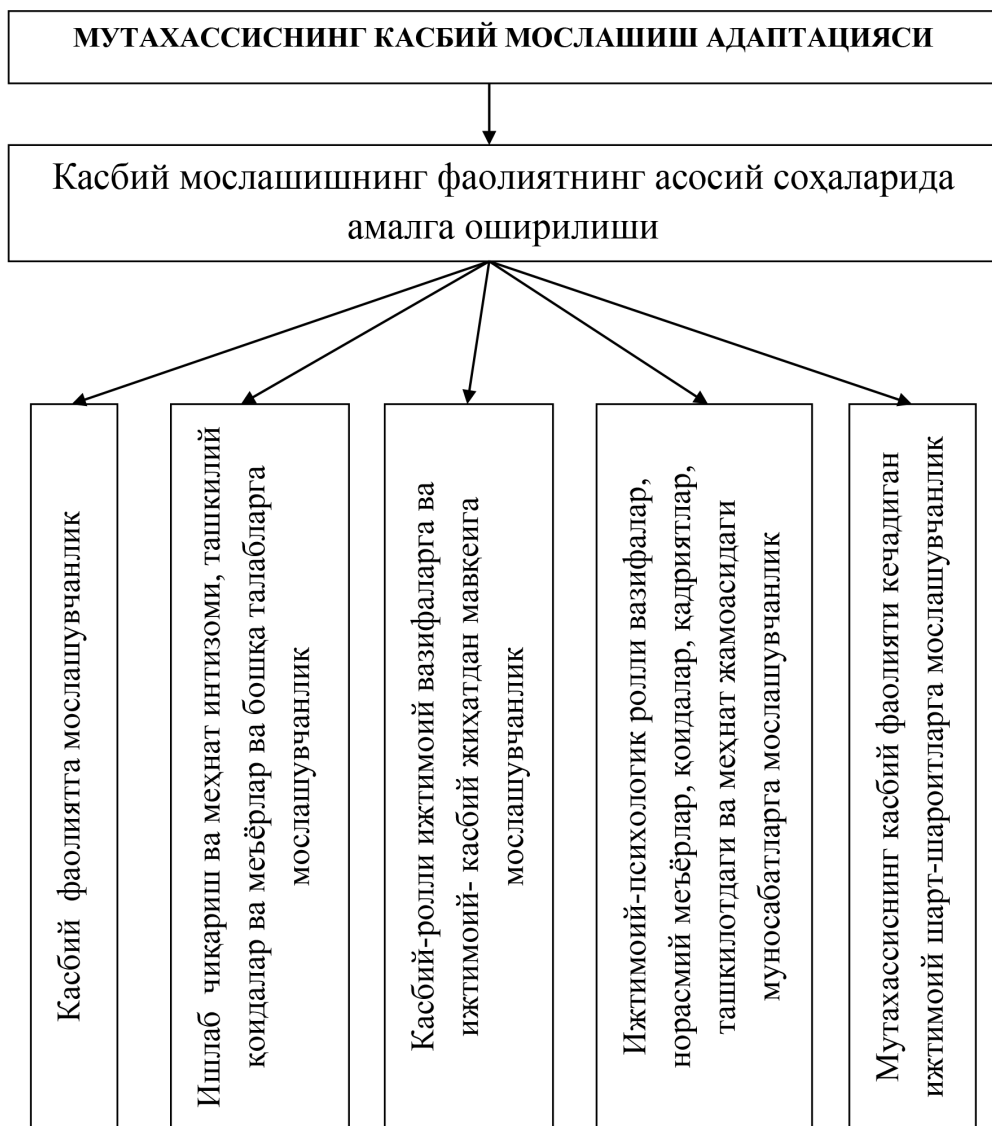 МУТАХАССИСНИНГ КАСБИЙ МОСЛАШИШ АДАПТАЦИЯСИ
Касбий мослашишнинг фаолиятнинг асосий соҳаларида
амалга оширилиши
Касбий фаолиятга мослашувчанлик
Ишлаб чиқариш ва меҳнат интизоми, ташкилий
қоидалар ва меъёрлар ва бошқа талабларга
мослашувчанлик
Касбий-ролли ижтимоий вазифаларга ва
ижтимоий- касбий жиҳатдан мавқеига
мослашувчанлик
Ижтимоий-психологик ролли вазифалар,
норасмий меъёрлар, қоидалар, қадриятлар,
ташкилотдаги ва меҳнат жамоасидаги
муносабатларга мослашувчанлик
Мутахассиснинг касбий фаолияти кечадиган
ижтимоий шарт-шароитларга мослашувчанлик